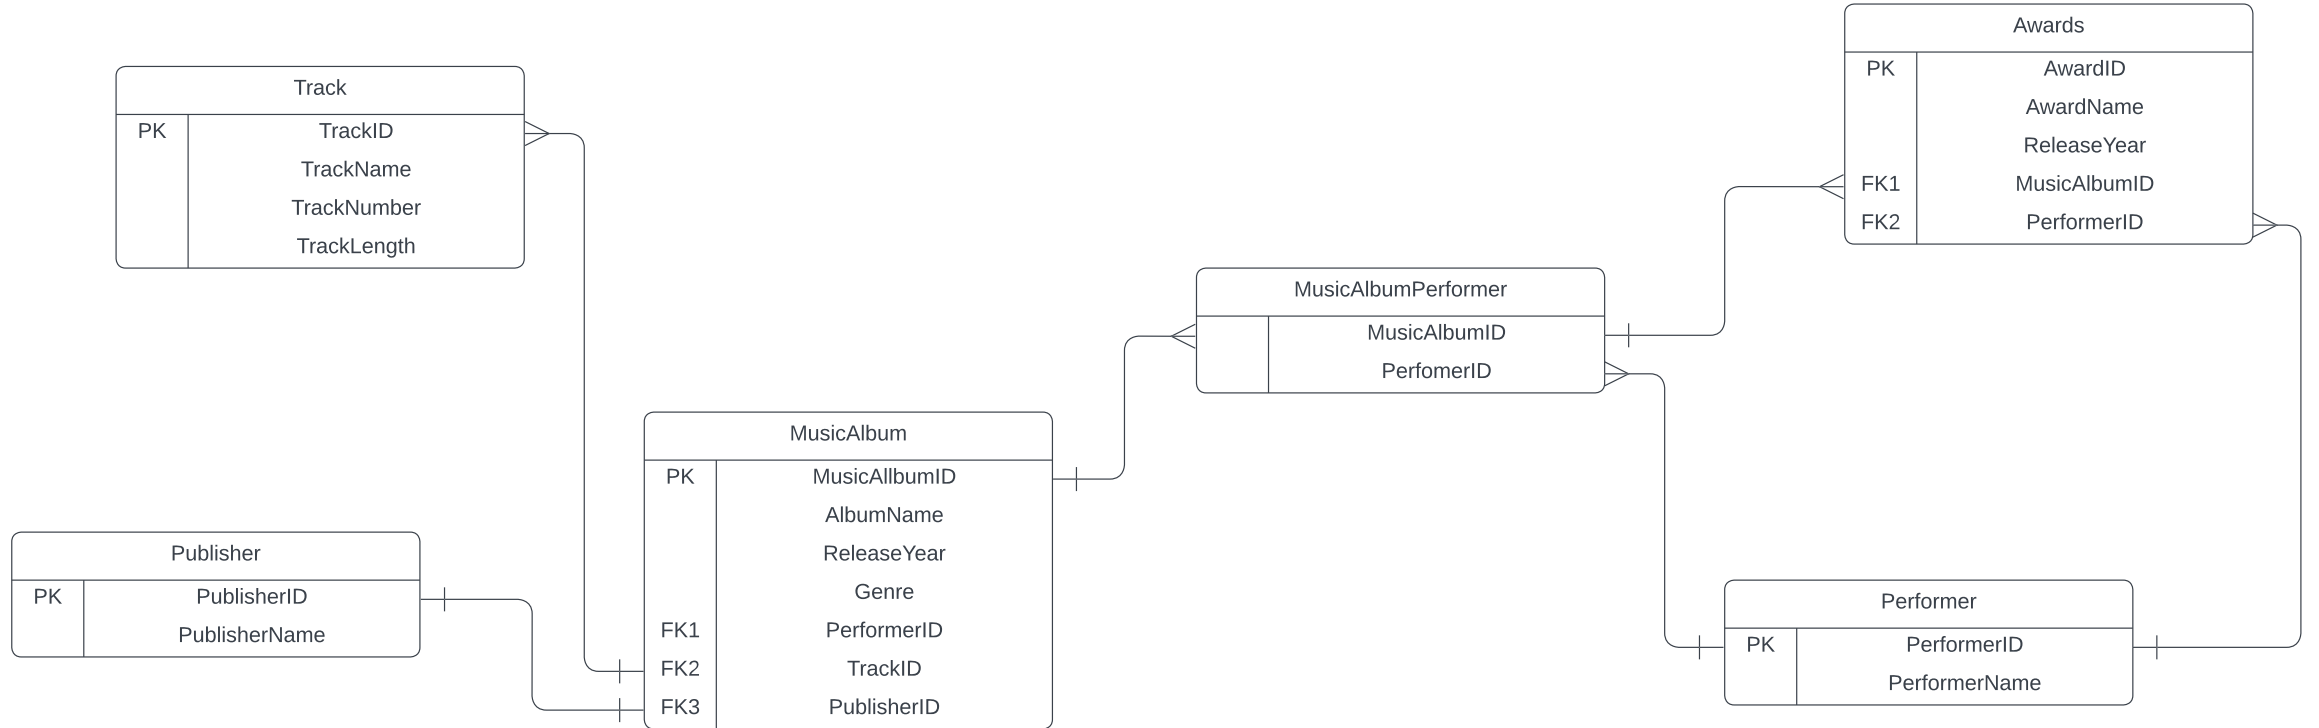 Track
PK TrackID
TrackName
TrackNumber
TrackLength
Publisher
PK PublisherID
PublisherName
MusicAlbum
PK MusicAllbumID
AlbumName
ReleaseYear
Genre
FK1 PerformerID
FK2 TrackID
FK3 PublisherID
MusicAlbumPerformer
MusicAlbumID
PerfomerID
Awards
PK AwardID
AwardName
ReleaseYear
FK1 MusicAlbumID
FK2 PerformerID
Performer
PK PerformerID
PerformerName